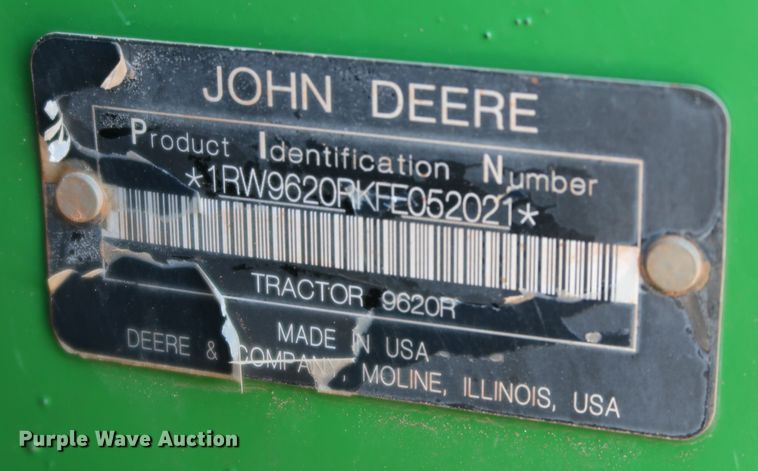 JOHN DEERE
Product Identification Number
*1RW9620RKFE052021*
TRACTOR 9620R
MADE IN USA
DEERE & COMPANY, MOLINE, ILLINOIS, USA
Purple Wave Auction